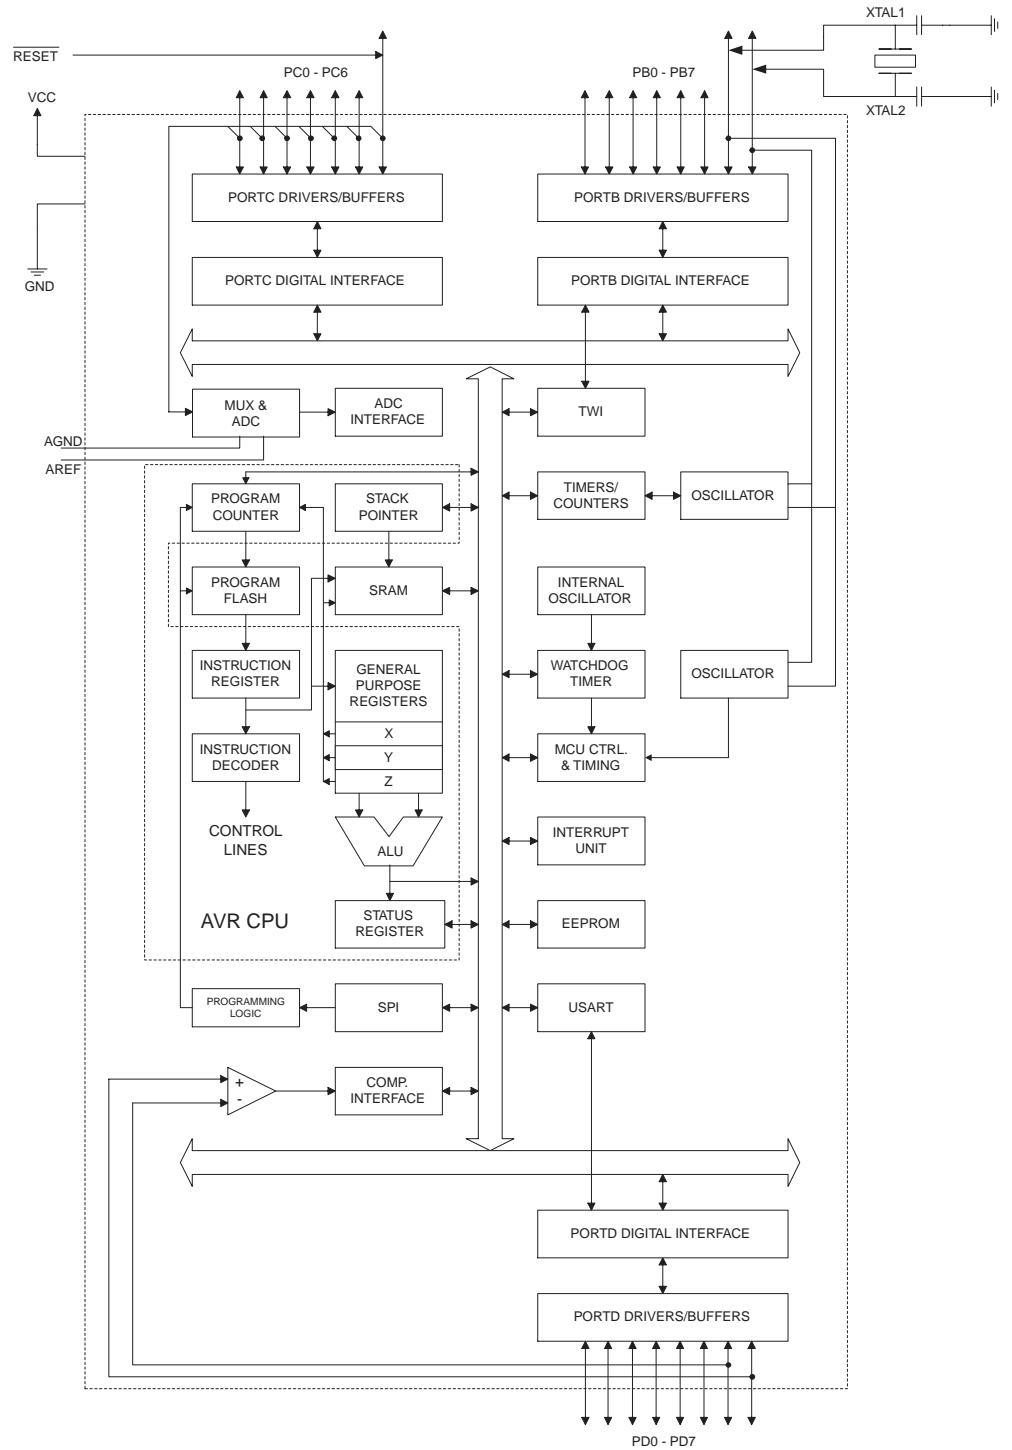 XTAL1
RESET
PC0 - PC6
PB0 - PB7
VCC
XTAL2
PORTC DRIVERS/BUFFERS
PORTB DRIVERS/BUFFERS
GND
PORTC DIGITAL INTERFACE
PORTB DIGITAL INTERFACE
MUX &
ADC
ADC
INTERFACE
TWI
AGND
AREF
PROGRAM
COUNTER
STACK
POINTER
TIMERS/
COUNTERS
OSCILLATOR
PROGRAM
FLASH
SRAM
INTERNAL
OSCILLATOR
INSTRUCTION
REGISTER
GENERAL
PURPOSE
REGISTERS
WATCHDOG
TIMER
OSCILLATOR
X
INSTRUCTION
DECODER
Y
MCU CTRL.
& TIMING
Z
CONTROL
LINES
ALU
INTERRUPT
UNIT
AVR CPU
STATUS
REGISTER
EEPROM
PROGRAMMING
LOGIC
SPI
USART
+
-
COMP.
INTERFACE
PORTD DIGITAL INTERFACE
PORTD DRIVERS/BUFFERS
PD0 - PD7